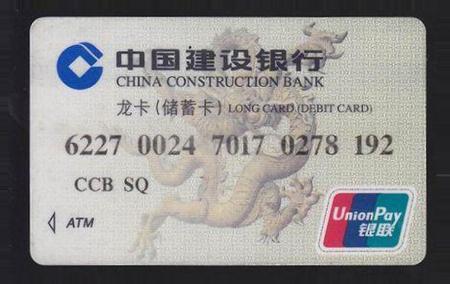 中国建设银行
CHINA CONSTRUCTION BANK
龙卡(储蓄卡) LONG CARD (DEBIT CARD)
6227 0024 7017 0278 192
CCB SQ
ATM
UnionPay
银联